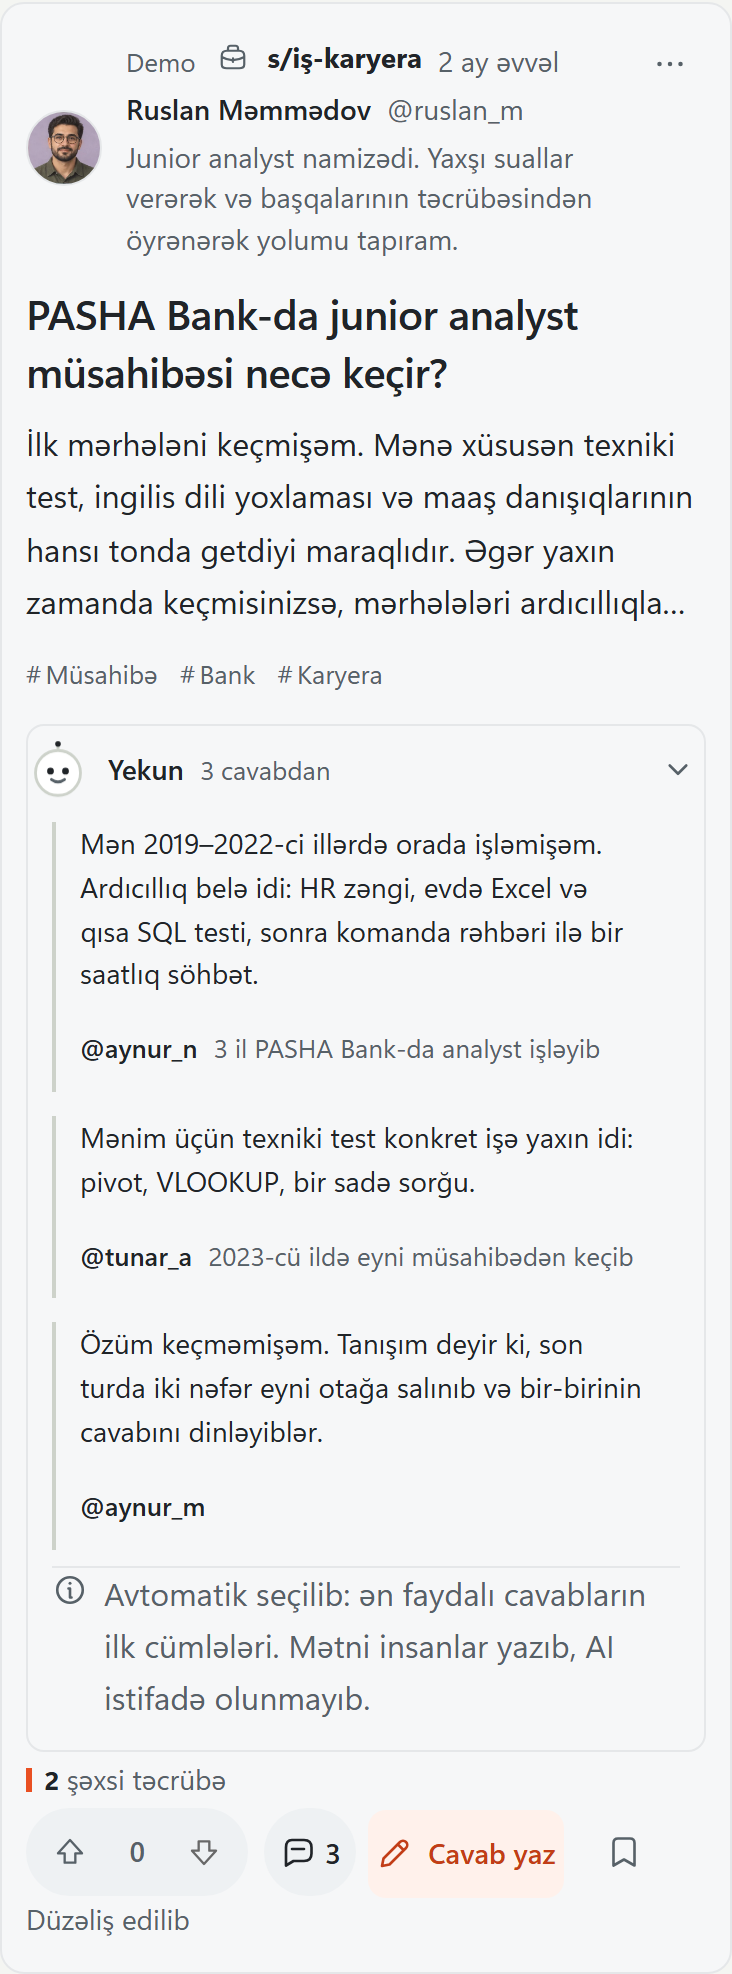 Demo s/iş-karyera 2 ay əvvəl
Ruslan Məmmədov @ruslan_m
Junior analyst namizədi. Yaxşı suallar
verərək və başqalarının təcrübəsindən
öyrənərək yolumu tapıram.
PASHA Bank-da junior analyst
müsahibəsi necə keçir?
İlk mərhələni keçmişəm. Mənə xüsusən texniki
test, ingilis dili yoxlaması və maaş danışıqlarının
hansı tonda getdiyi maraqlıdır. Əgər yaxın
zamanda keçmisinizsə, mərhələləri ardıcıllıqla...
#Müsahibə #Bank #Karyera
Yekun 3 cavabdan
Mən 2019–2022-ci illərdə orada işləmişəm.
Ardıcıllıq belə idi: HR zəngi, evdə Excel və
qısa SQL testi, sonra komanda rəhbəri ilə bir
saatlıq söhbət.
@aynur_n 3 il PASHA Bank-da analyst işləyib
Mənim üçün texniki test konkret işə yaxın idi:
pivot, VLOOKUP, bir sadə sorğu.
@tunar_a 2023-cü ildə eyni müsahibədən keçib
Özüm keçməmişəm. Tanışım deyir ki, son
turda iki nəfər eyni otağa salınıb və bir-birinin
cavabını dinləyiblər.
@aynur_m
Avtomatik seçilib: ən faydalı cavabların
ilk cümlələri. Mətni insanlar yazıb, AI
istifadə olunmayıb.
2 şəxsi təcrübə
0 3 Cavab yaz
Düzəliş edilib